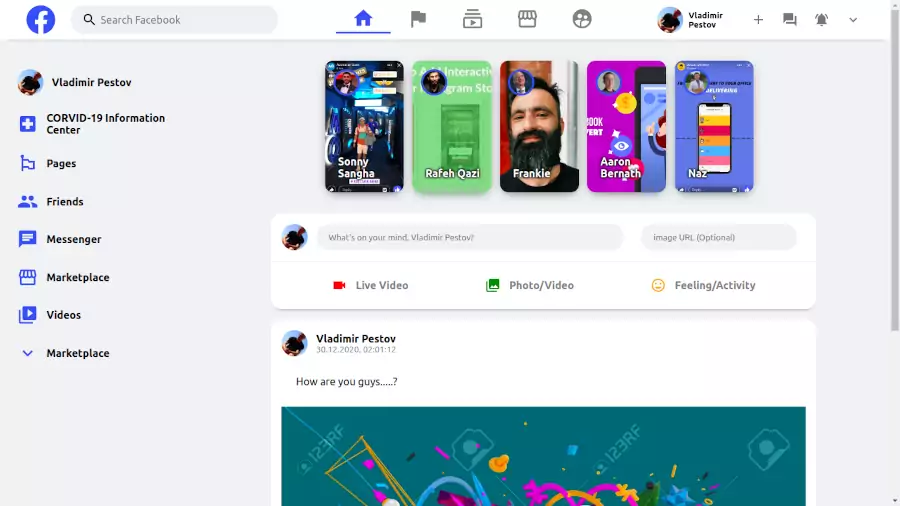 Search Facebook
Vladimir
Pestov
Vladimir Pestov
CORVID-19 Information
Center
Pages
Friends
Messenger
Marketplace
Videos
Marketplace
Sonny
Sangha
Rafeh Qazi
Frankie
Aaron
Bernath
DELIVERING
Naz
What's on your mind, Vladimir Pestov?
image URL (Optional)
Live Video
Photo/Video
Feeling/Activity
Vladimir Pestov
30.12.2020, 02:01:12
How are you guys.....?
123RF
123RF